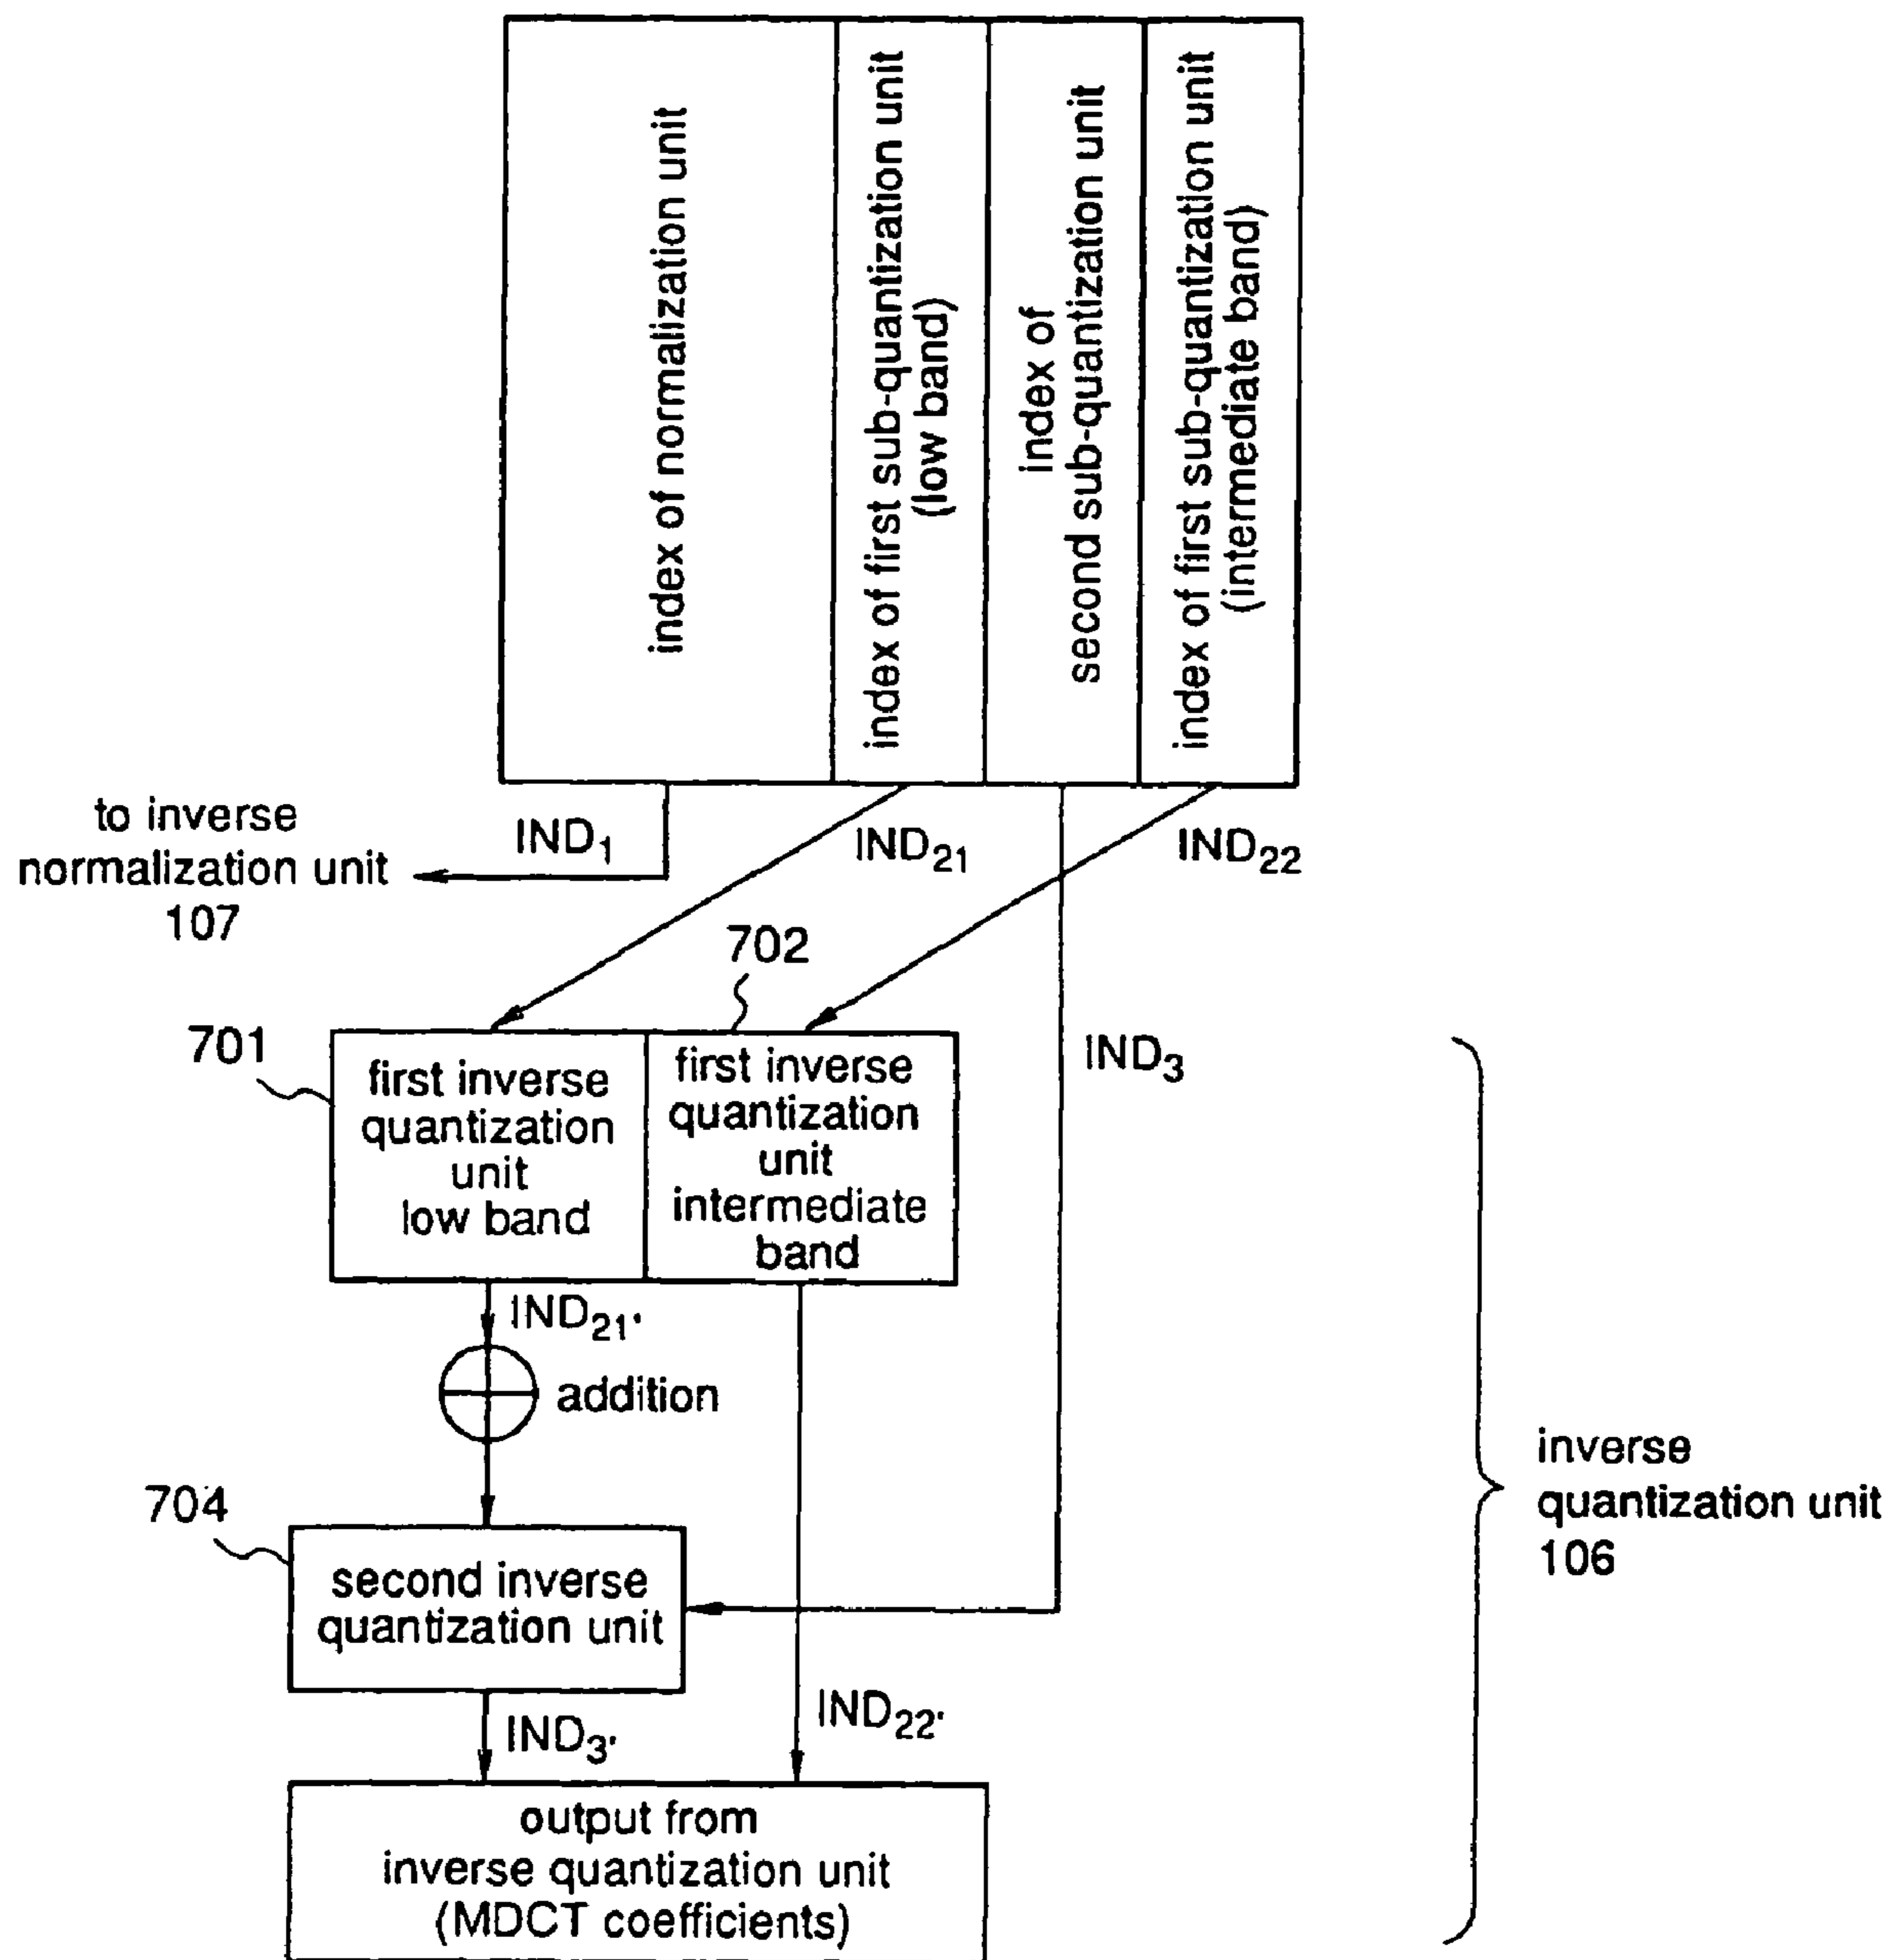 index of normalization unit
index of first sub-quantization unit
(low band)
index of
second sub-quantization unit
index of first sub-quantization unit
(intermediate band)
to inverse
normalization unit
107
IND1
IND21
IND22
702
701
first inverse
quantization
unit
low band
first inverse
quantization
unit
intermediate
band
IND3
IND21'
addition
704
second inverse
quantization unit
inverse
quantization unit
106
IND3'
IND22'
output from
inverse quantization unit
(MDCT coefficients)